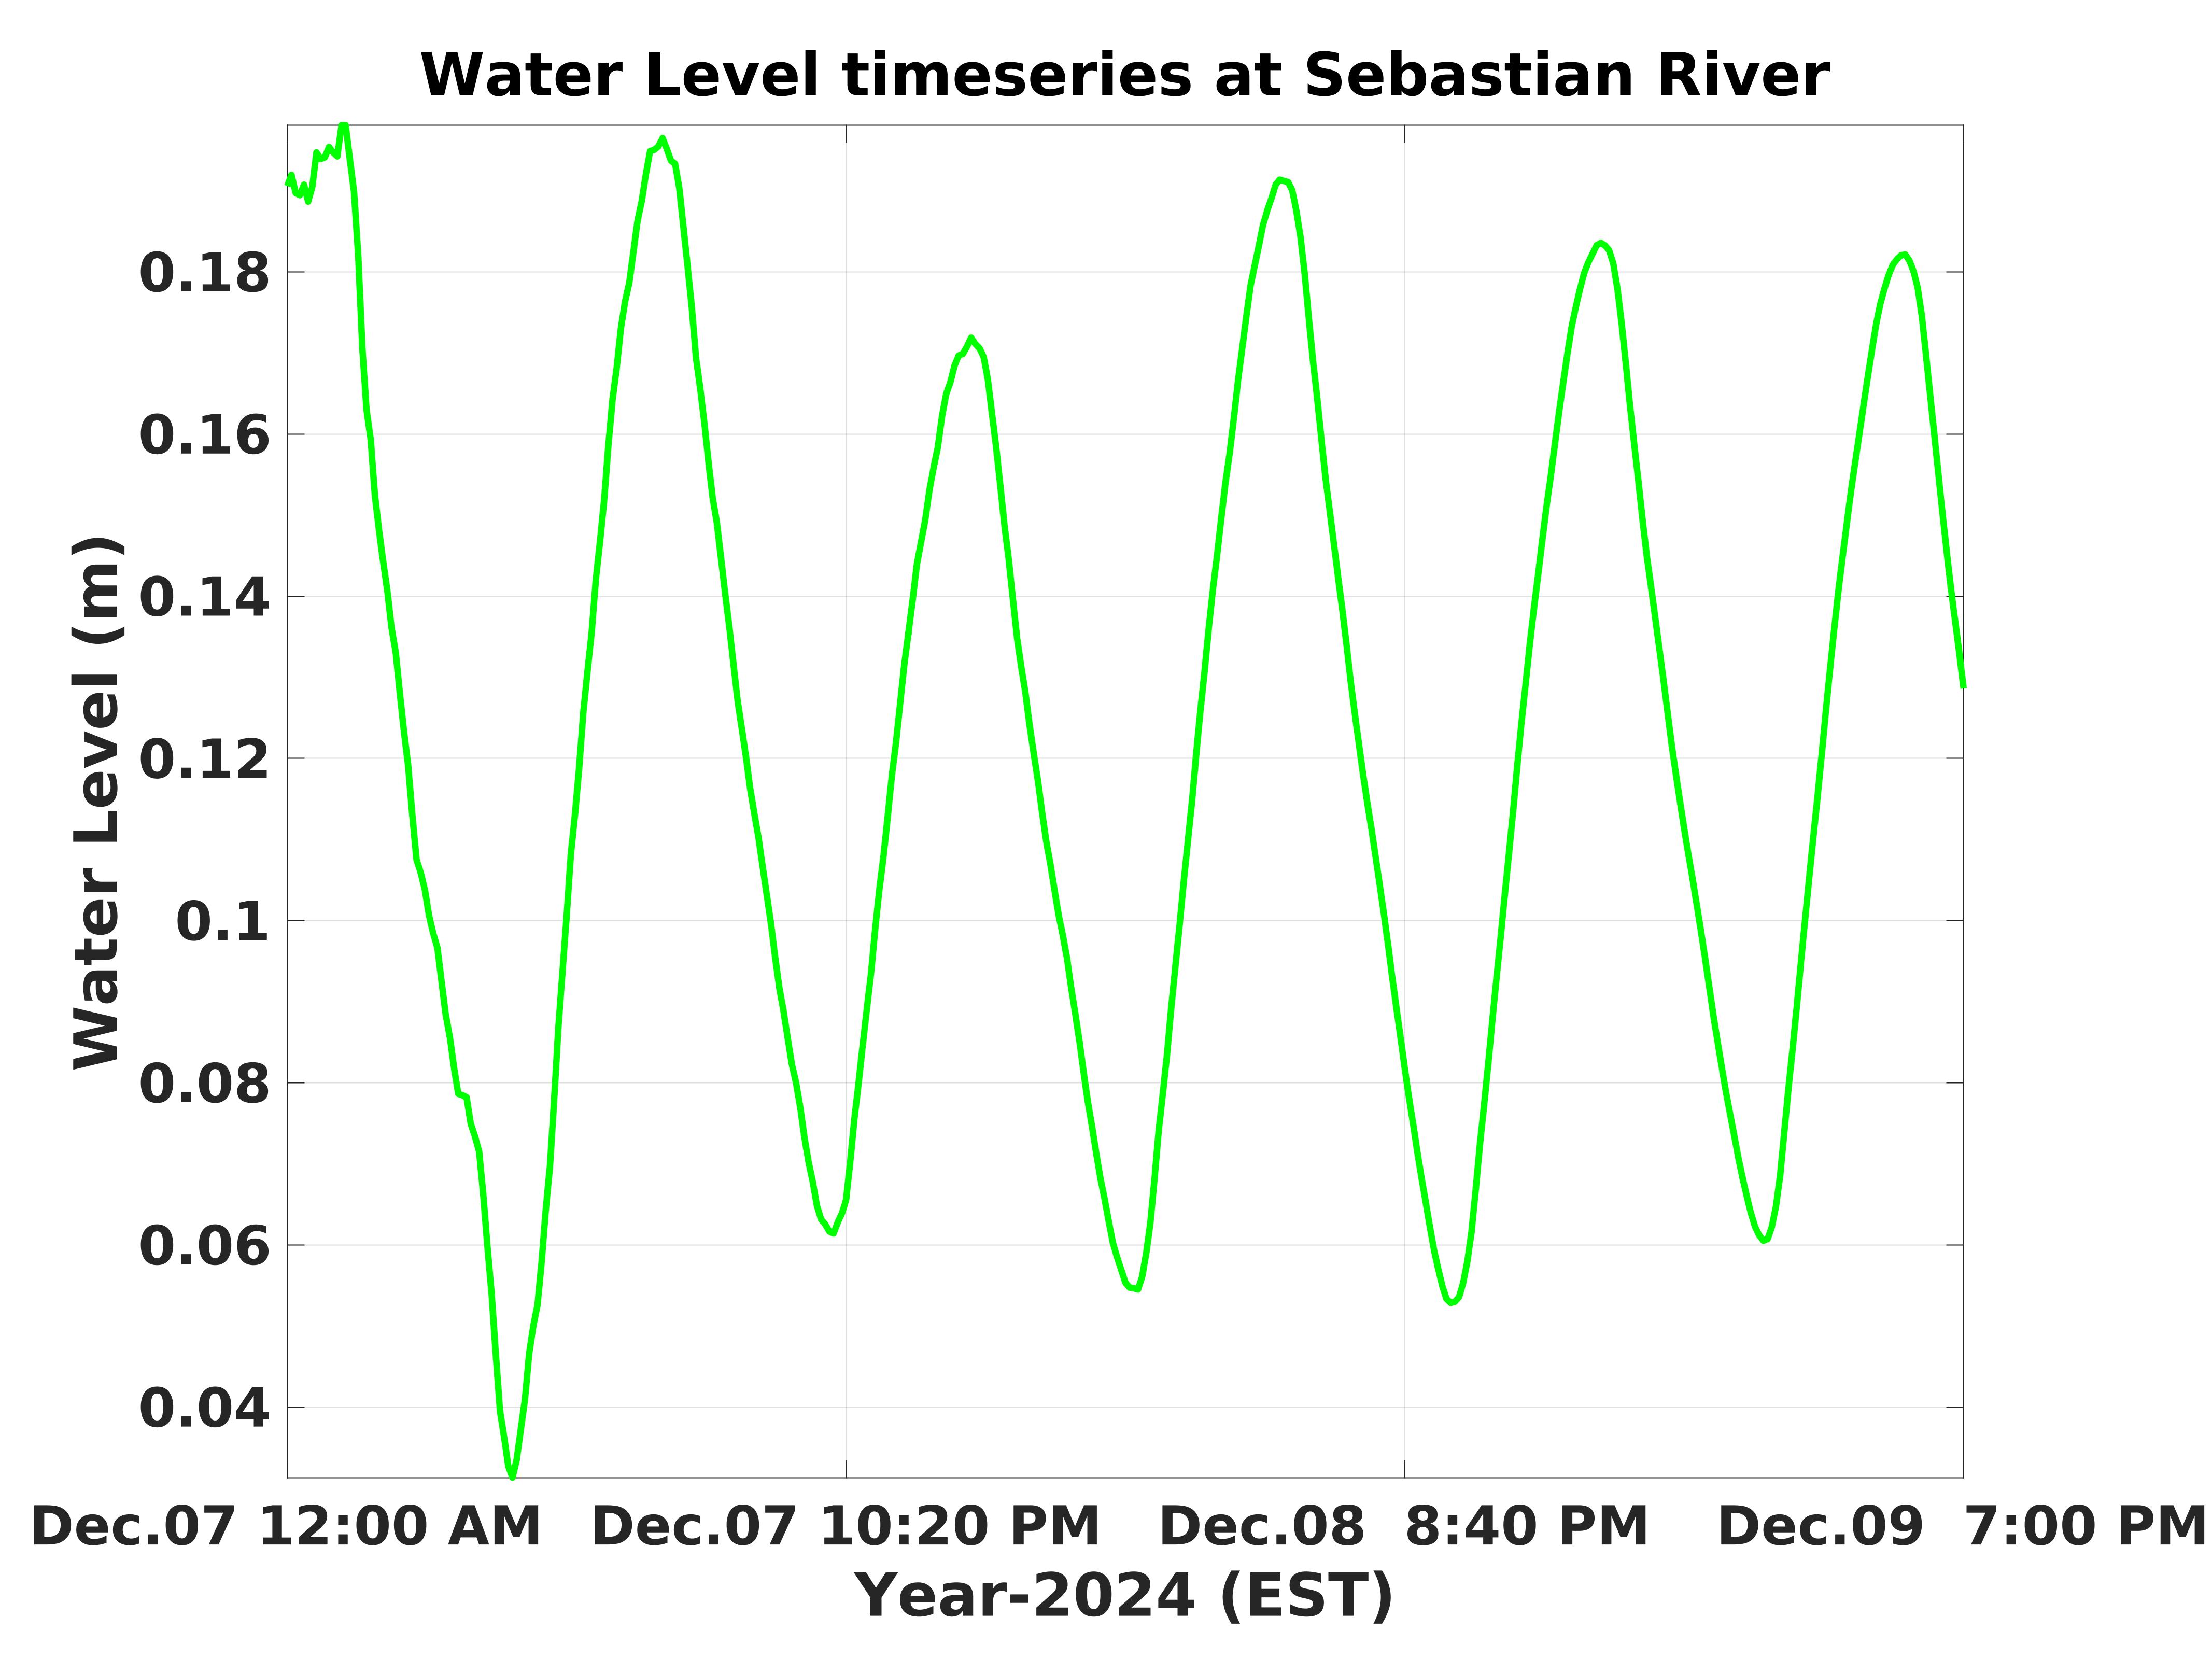 Water Level timeseries at Sebastian River
Water Level (m)
0.18
0.16
0.14
0.12
0.1
0.08
0.06
0.04
Dec.07 12:00 AM Dec.07 10:20 PM Dec.08 8:40 PM Dec.09 7:00 PM
Year-2024 (EST)